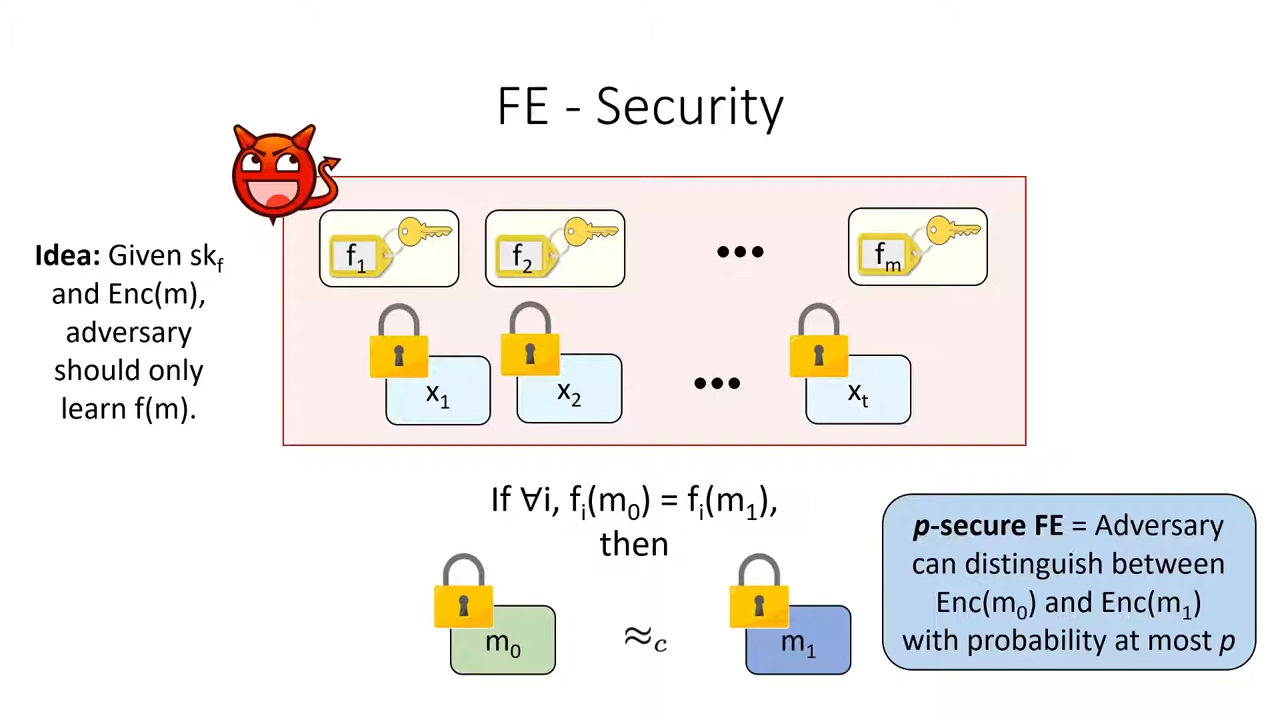 FE - Security
Idea: Given skf
and Enc(m),
adversary
should only
learn f(m).
f1
f2
•••
fm
x1
x2
•••
xt
If ∀i, fi(m0) = fi(m1),
then
m0
≈c
m1
p-secure FE = Adversary
can distinguish between
Enc(m0) and Enc(m1)
with probability at most p